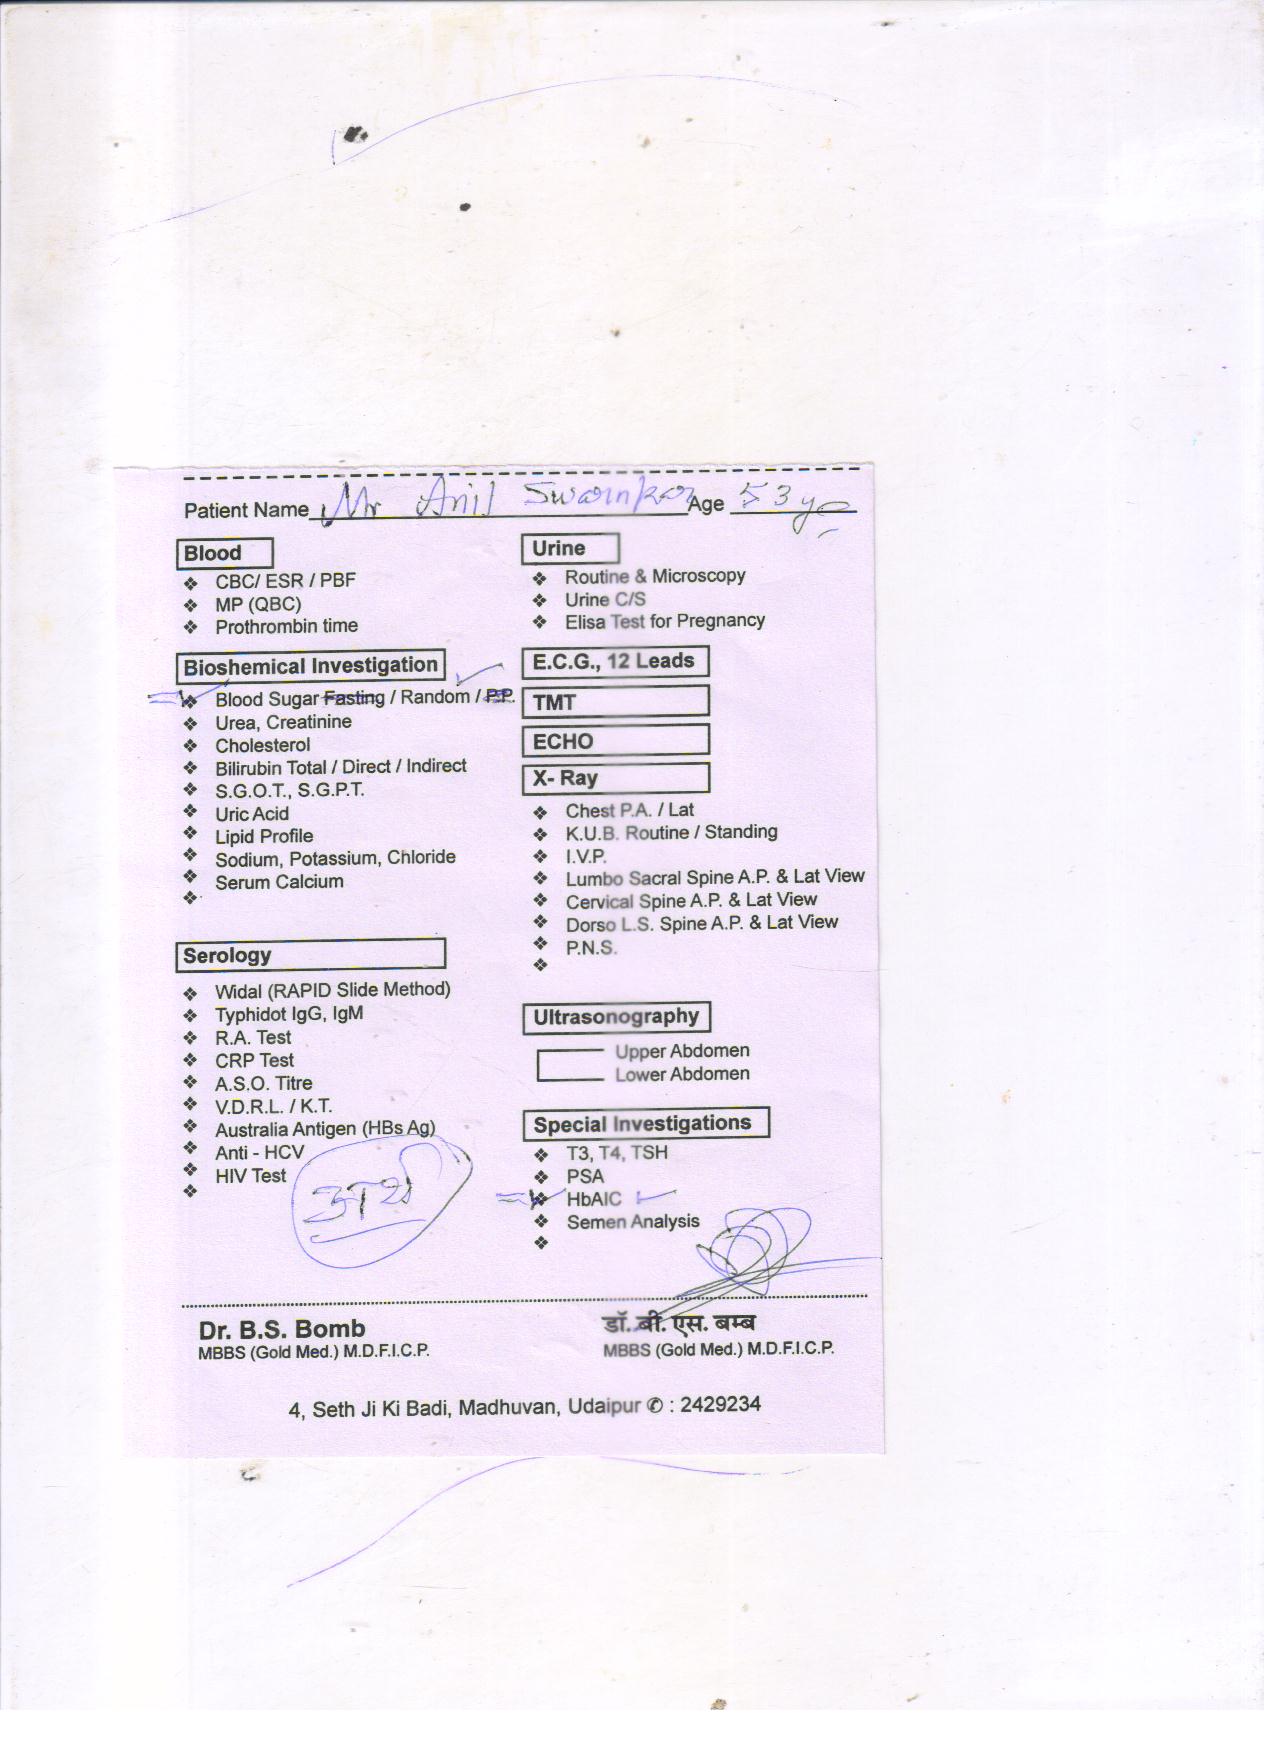 Patient Name Mr Anil Swarnkar Age 53 yrs
Blood
❖ CBC/ ESR / PBF
❖ MP (QBC)
❖ Prothrombin time
Bioshemical Investigation
❖ Blood Sugar Fasting / Random / P.P.
❖ Urea, Creatinine
❖ Cholesterol
❖ Bilirubin Total / Direct / Indirect
❖ S.G.O.T., S.G.P.T.
❖ Uric Acid
❖ Lipid Profile
❖ Sodium, Potassium, Chloride
❖ Serum Calcium
Serology
❖ Widal (RAPID Slide Method)
❖ Typhidot IgG, IgM
❖ R.A. Test
❖ CRP Test
❖ A.S.O. Titre
❖ V.D.R.L. / K.T.
❖ Australia Antigen (HBs Ag)
❖ Anti - HCV
❖ HIV Test
Urine
❖ Routine & Microscopy
❖ Urine C/S
❖ Elisa Test for Pregnancy
E.C.G., 12 Leads
TMT
ECHO
X- Ray
❖ Chest P.A. / Lat
❖ K.U.B. Routine / Standing
❖ I.V.P.
❖ Lumbo Sacral Spine A.P. & Lat View
❖ Cervical Spine A.P. & Lat View
❖ Dorso L.S. Spine A.P. & Lat View
❖ P.N.S.
Ultrasonography
Upper Abdomen
Lower Abdomen
Special Investigations
❖ T3, T4, TSH
❖ PSA
❖ HbAIC
❖ Semen Analysis
Dr. B.S. Bomb
MBBS (Gold Med.) M.D.F.I.C.P.
डॉ. बी. एस. बम्ब
MBBS (Gold Med.) M.D.F.I.C.P.
4, Seth Ji Ki Badi, Madhuvan, Udaipur ✆ : 2429234